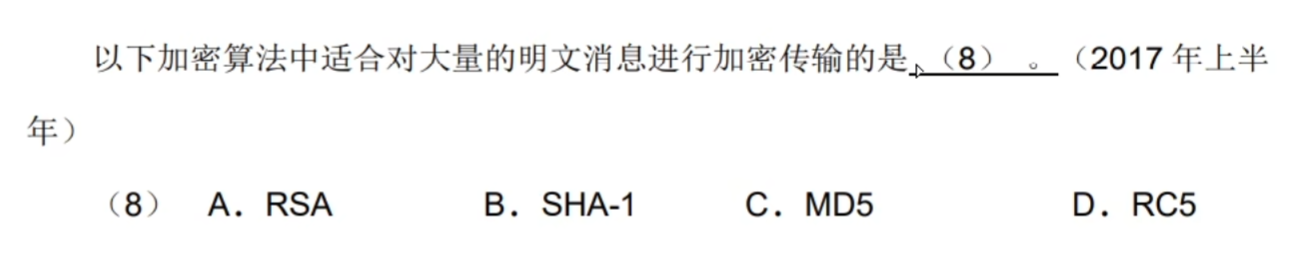 以下加密算法中适合对大量的明文消息进行加密传输的是 （8） 。（2017 年上半
年）
（8） A．RSA B．SHA-1 C．MD5 D．RC5